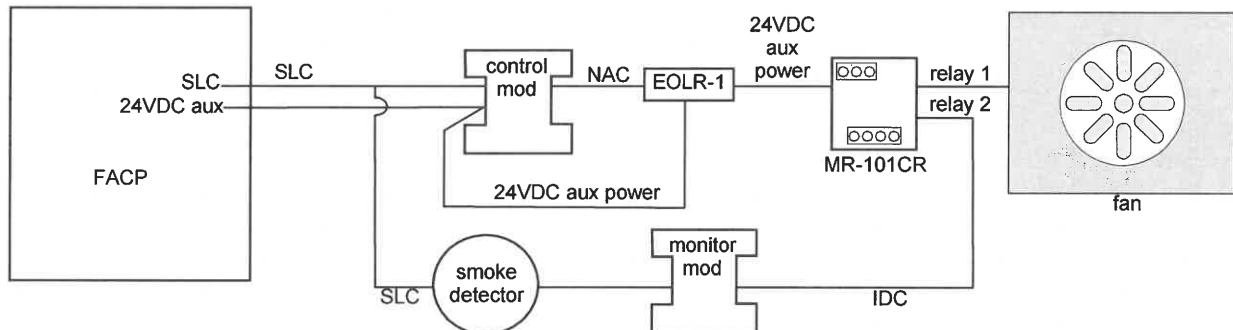 SLC
24VDC aux
FACP
SLC
control
mod
NAC
EOLR-1
24VDC
aux
power
relay 1
relay 2
MR-101CR
fan
24VDC aux power
SLC
smoke
detector
monitor
mod
IDC